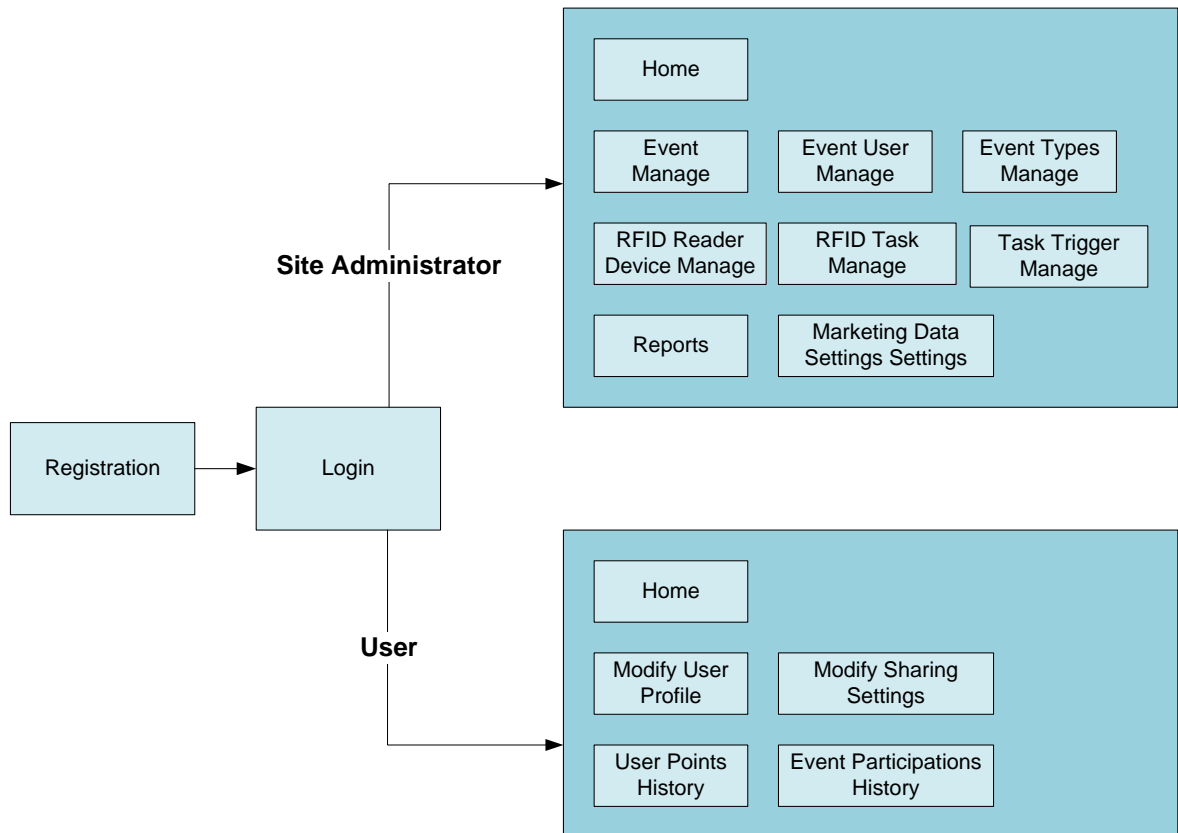 Home
Event
Manage
Event User
Manage
Event Types
Manage
RFID Reader
Device Manage
RFID Task
Manage
Task Trigger
Manage
Site Administrator
Reports
Marketing Data
Settings Settings
Registration
Login
Home
User
Modify User
Profile
Modify Sharing
Settings
User Points
History
Event Participations
History